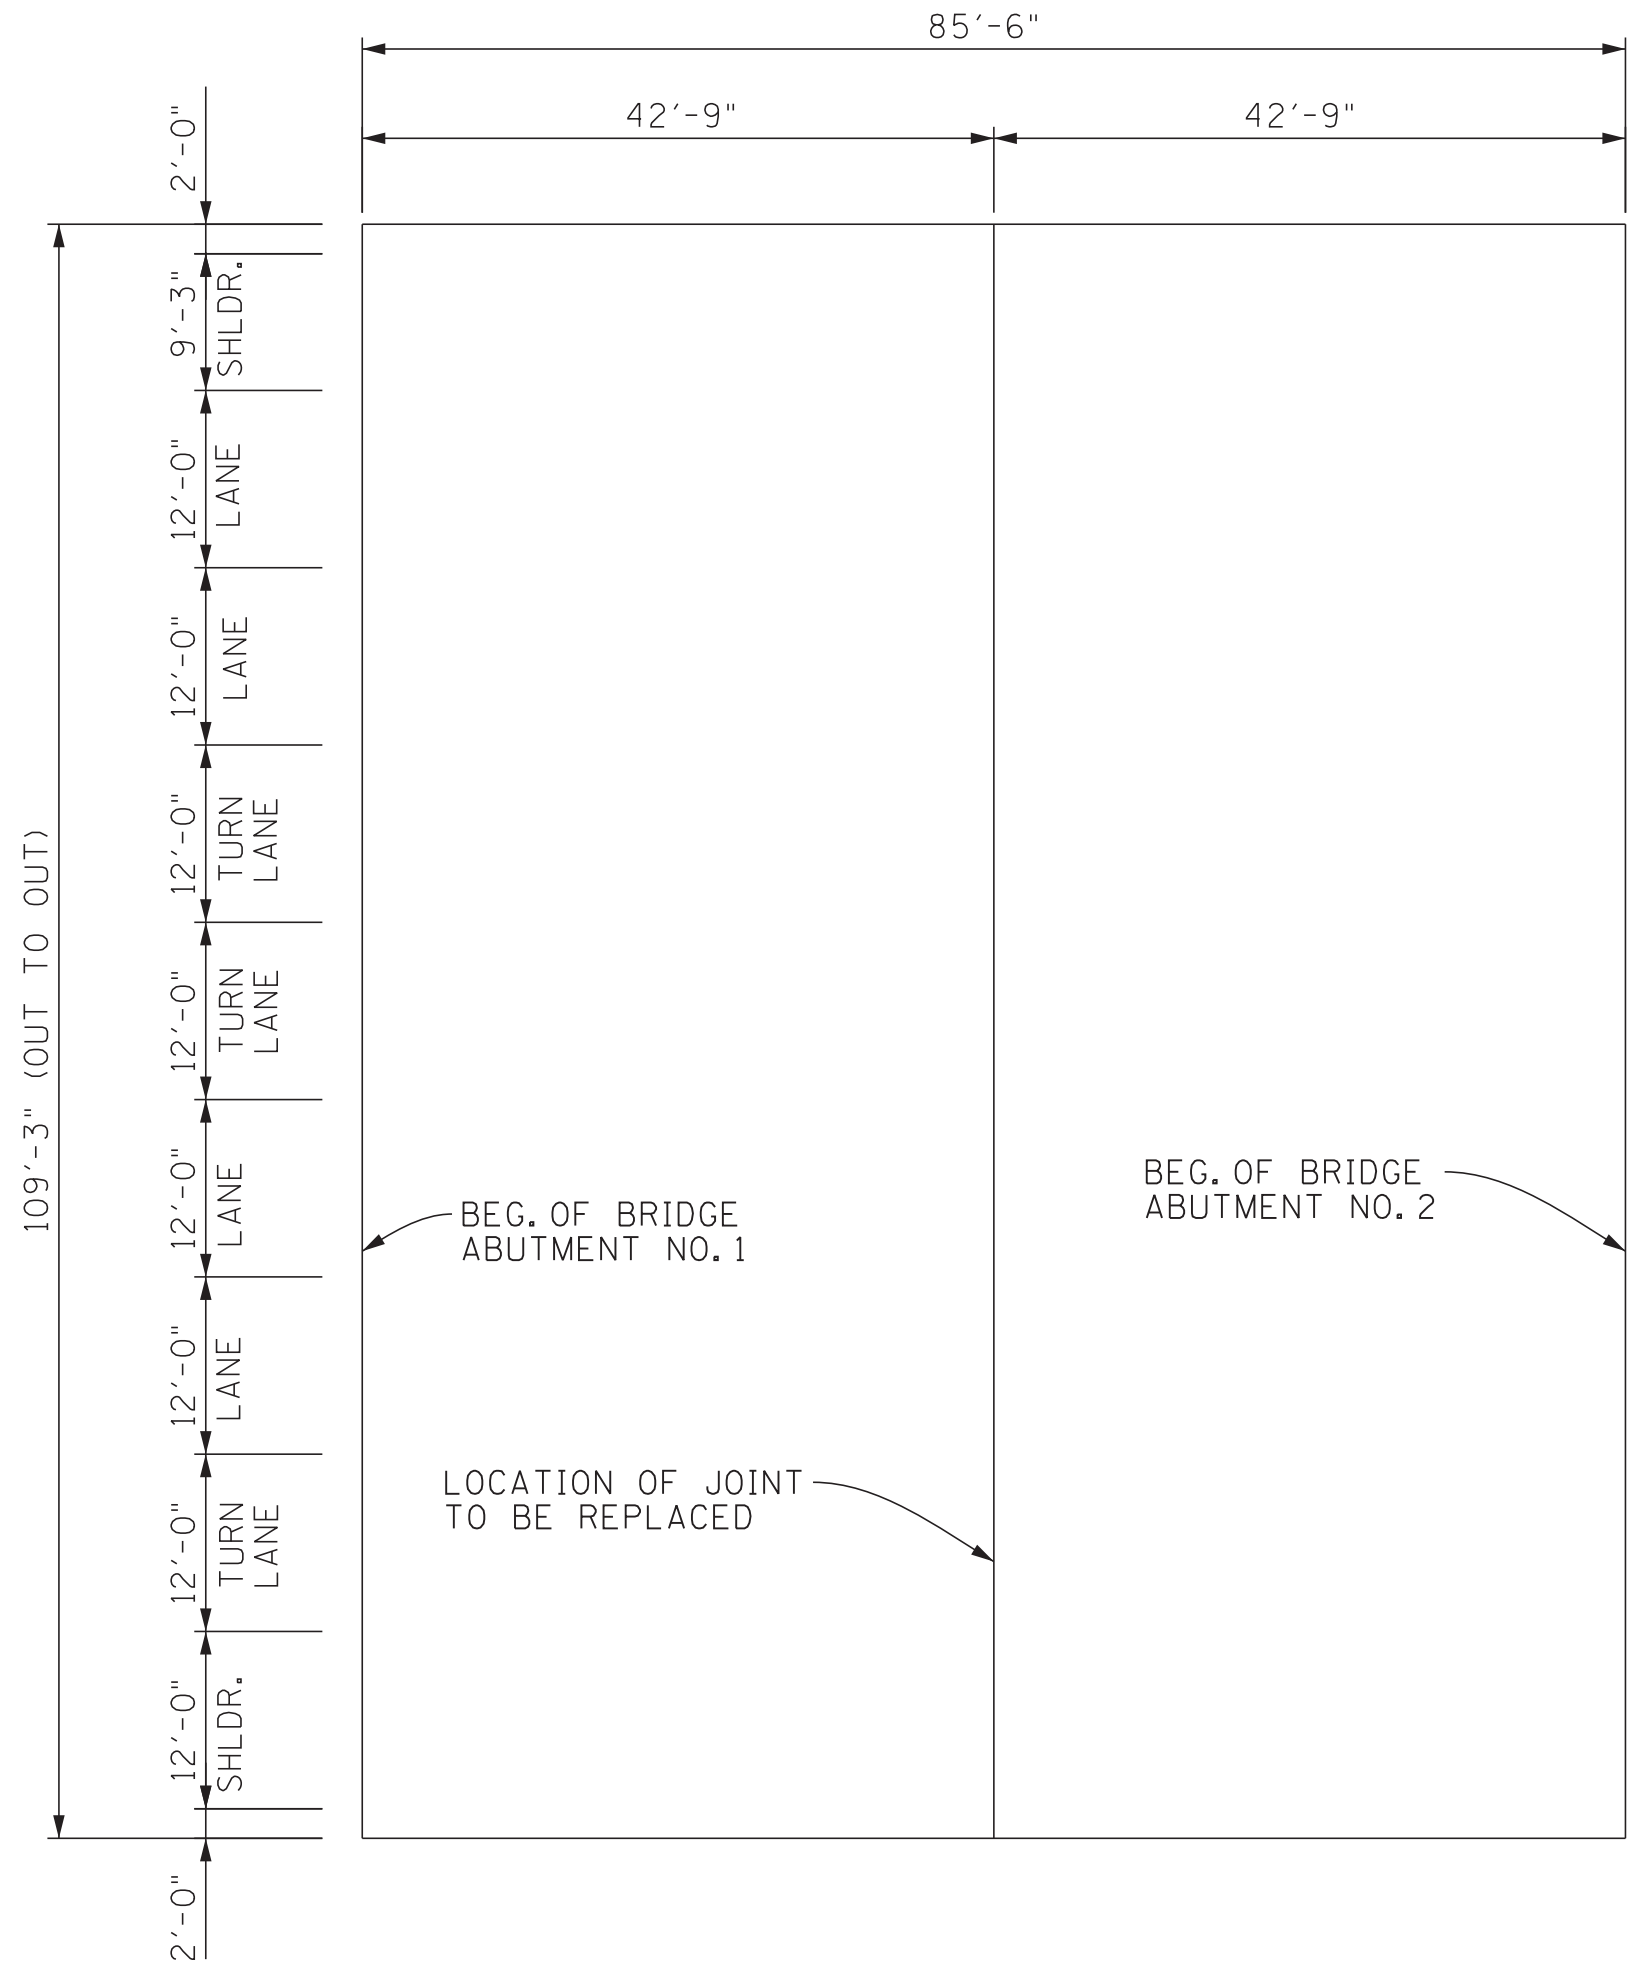 85'-6"
42'-9"
42'-9"
2'-0"
9'-3"
SHLDR.
12'-0"
LANE
12'-0"
LANE
12'-0"
TURN
LANE
12'-0"
TURN
LANE
12'-0"
LANE
12'-0"
LANE
12'-0"
TURN
LANE
12'-0"
SHLDR.
2'-0"
109'-3" (OUT TO OUT)
BEG. OF BRIDGE
ABUTMENT NO. 1
BEG. OF BRIDGE
ABUTMENT NO. 2
LOCATION OF JOINT
TO BE REPLACED